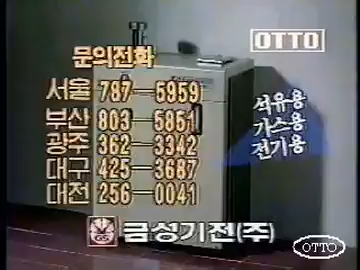 OTTO
문의전화
서울 787-5959
부산 803-5851
광주 362-3342
대구 425-3687
대전 256-0041
석유용
가스용
전기용
금성기전(주)
OTTO